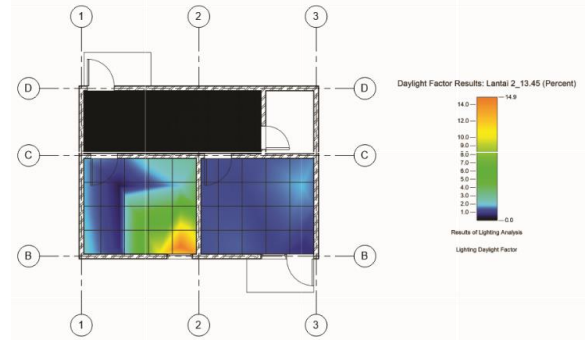 1
2
3
D
D
C
C
B
B
1
2
3
Daylight Factor Results: Lantai 2_13.45 (Percent)
14.9
14.0
12.0
10.0
9.0
8.0
7.0
6.0
5.0
4.0
3.0
2.0
1.0
0.0
Results of Lighting Analysis
Lighting Daylight Factor